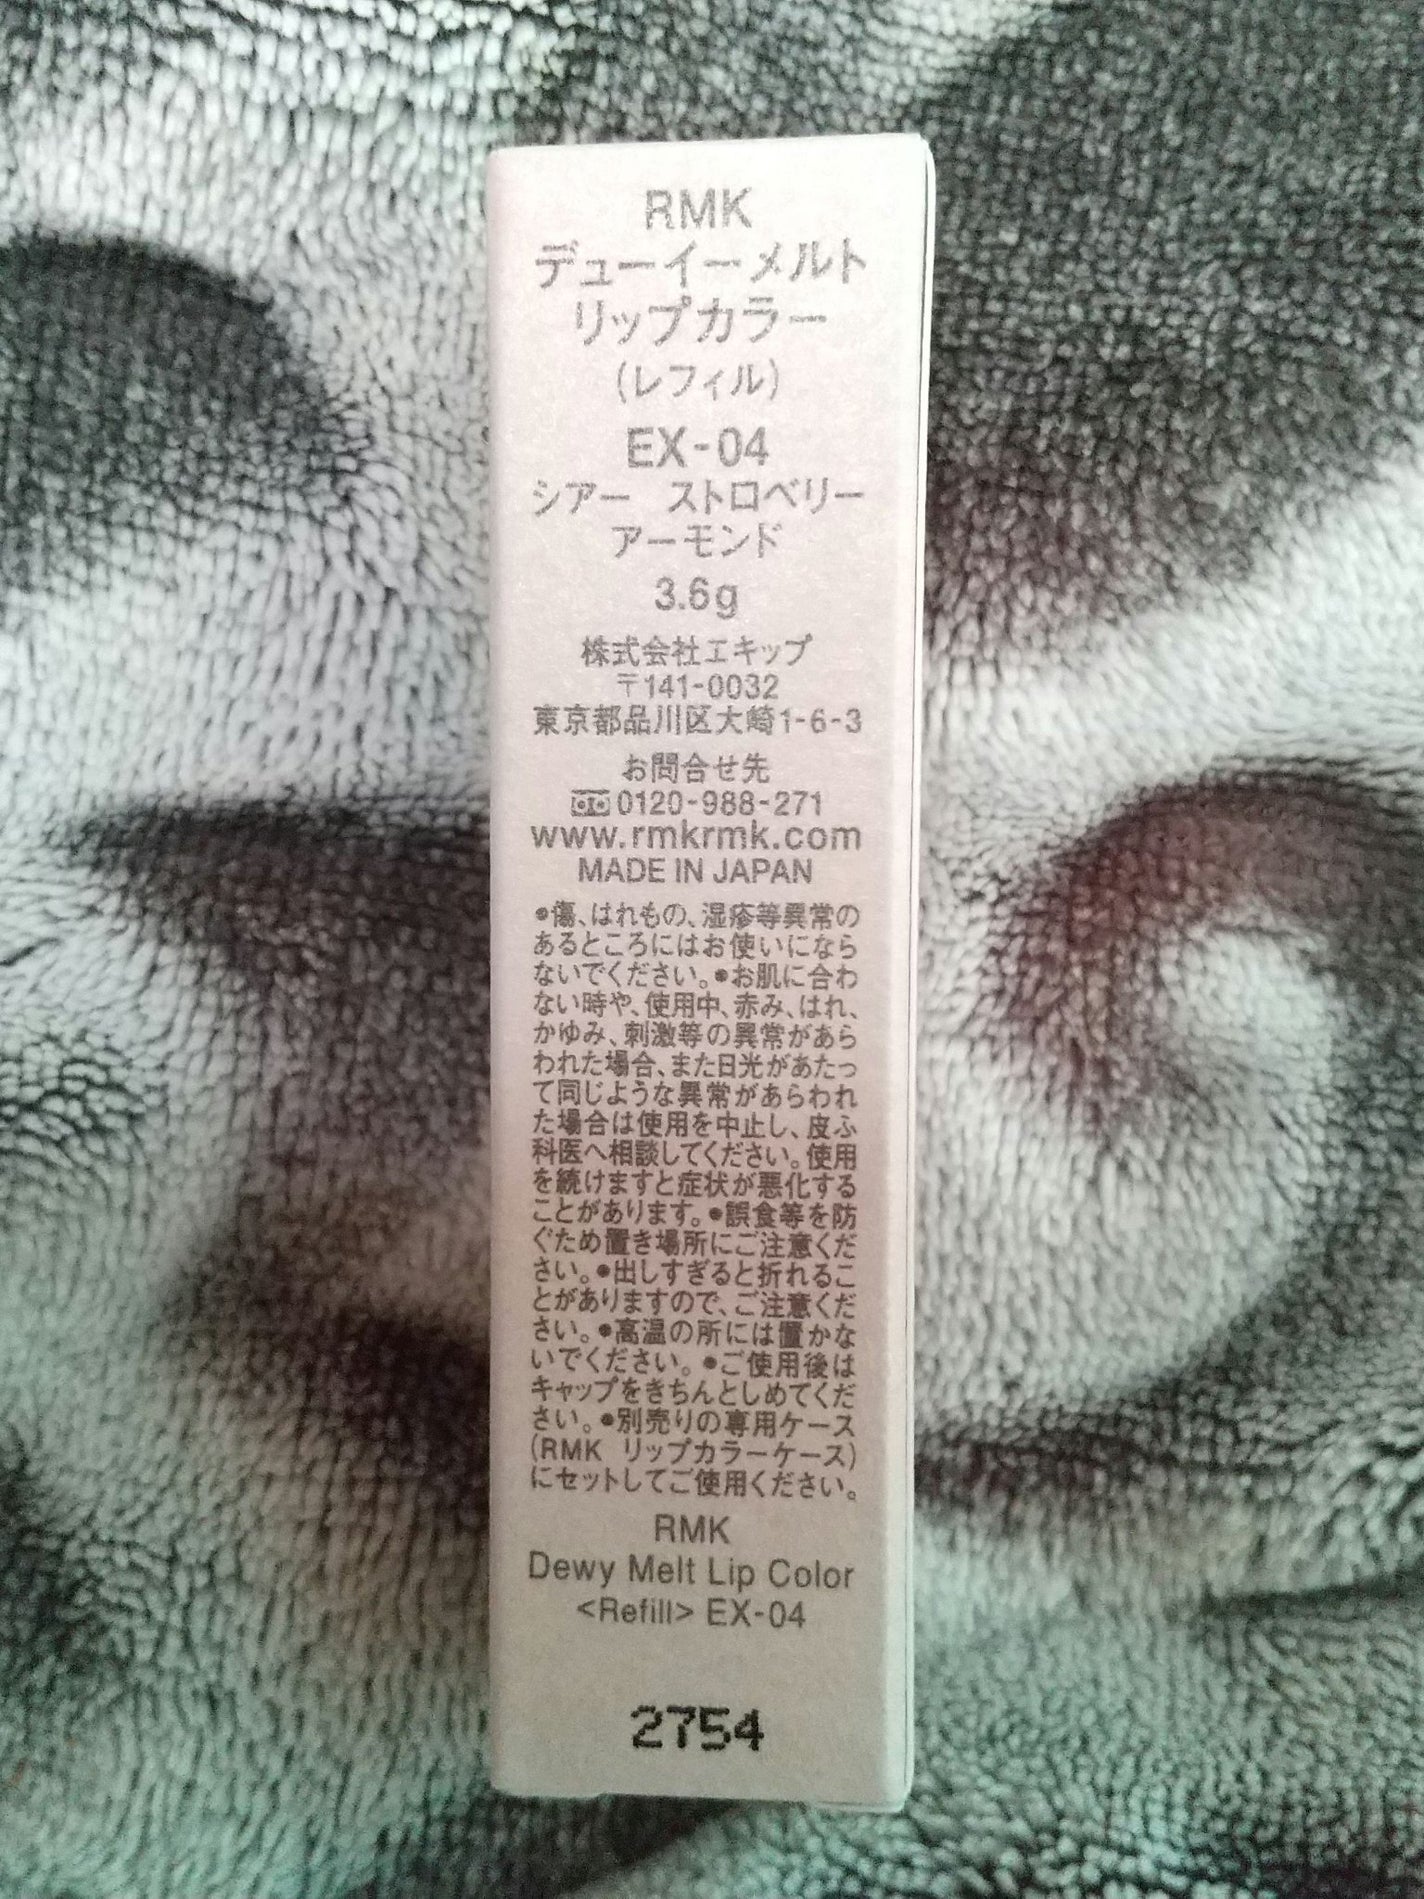 RMK
デューイーメルト
リップカラー
(レフィル)
EX-04
シアー ストロベリー
アーモンド
3.6g
株式会社エキップ
〒141-0032
東京都品川区大崎1-6-3
お問合せ先
0120-988-271
www.rmkrmk.com
MADE IN JAPAN
●傷、はれもの、湿疹等異常の
あるところにはお使いになら
ないでください。●お肌に合わ
ない時や、使用中、赤み、はれ、
かゆみ、刺激等の異常があら
われた場合、また日光があたっ
て同じような異常があらわれ
た場合は使用を中止し、皮ふ
科医へ相談してください。使用
を続けますと症状が悪化する
ことがあります。●誤食等を防
ぐため置き場所にご注意くだ
さい。●出しすぎると折れるこ
とがありますので、ご注意くだ
さい。●高温の所には置かな
いでください。●ご使用後は
キャップをきちんとしめてくだ
さい。●別売りの専用ケース
(RMK リップカラーケース)
にセットしてご使用ください。
RMK
Dewy Melt Lip Color
<Refill> EX-04
2754